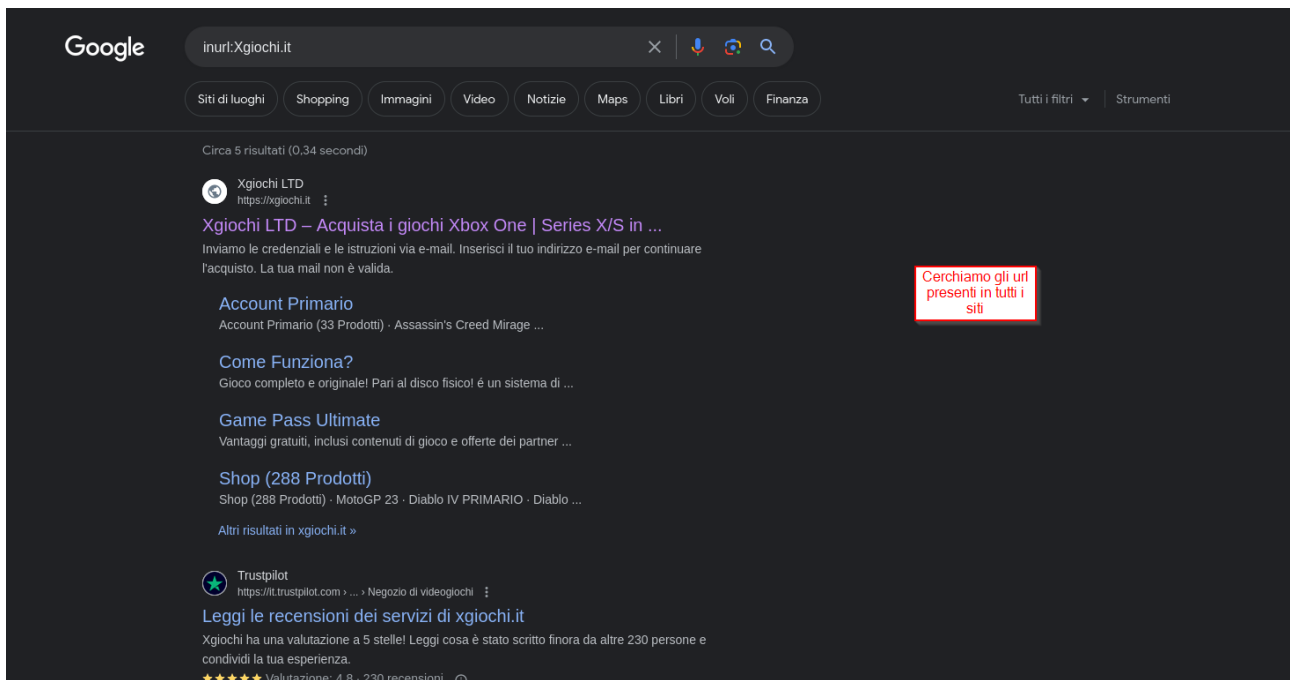 Google
inurl:Xgiochi.it
Siti di luoghi Shopping Immagini Video Notizie Maps Libri Voli Finanza Tutti i filtri Strumenti
Circa 5 risultati (0,34 secondi)
Xgiochi LTD
https://xgiochi.it
Xgiochi LTD – Acquista i giochi Xbox One | Series X/S in ...
Inviamo le credenziali e le istruzioni via e-mail. Inserisci il tuo indirizzo e-mail per continuare
l'acquisto. La tua mail non è valida.
Cerchiamo gli url
presenti in tutti i
siti
Account Primario
Account Primario (33 Prodotti) · Assassin's Creed Mirage ...
Come Funziona?
Gioco completo e originale! Pari al disco fisico! é un sistema di ...
Game Pass Ultimate
Vantaggi gratuiti, inclusi contenuti di gioco e offerte dei partner ...
Shop (288 Prodotti)
Shop (288 Prodotti) · MotoGP 23 · Diablo IV PRIMARIO · Diablo ...
Altri risultati in xgiochi.it »
Trustpilot
https://it.trustpilot.com › ... › Negozio di videogiochi
Leggi le recensioni dei servizi di xgiochi.it
Xgiochi ha una valutazione a 5 stelle! Leggi cosa è stato scritto finora da altre 230 persone e
condividi la tua esperienza.
Valutazione: 4,8 · 230 recensioni